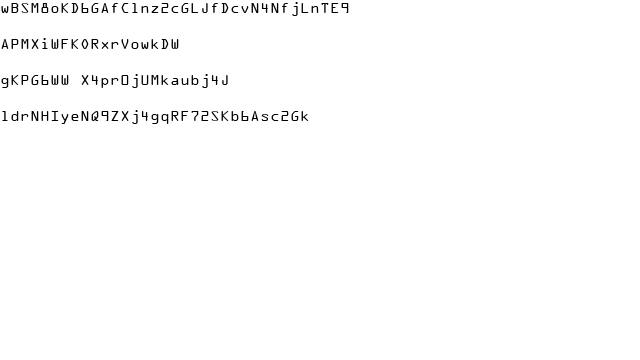 wBSM8oKD6GAfC1nz2cGLJfDcvN4NfjLnTE9
APMXiWFK0RxrVowkDW
gKPG6WW X4prOjUMkaubj4J
ldrNHIyeNQ9ZXj4gqRF72SKb6Asc2Gk